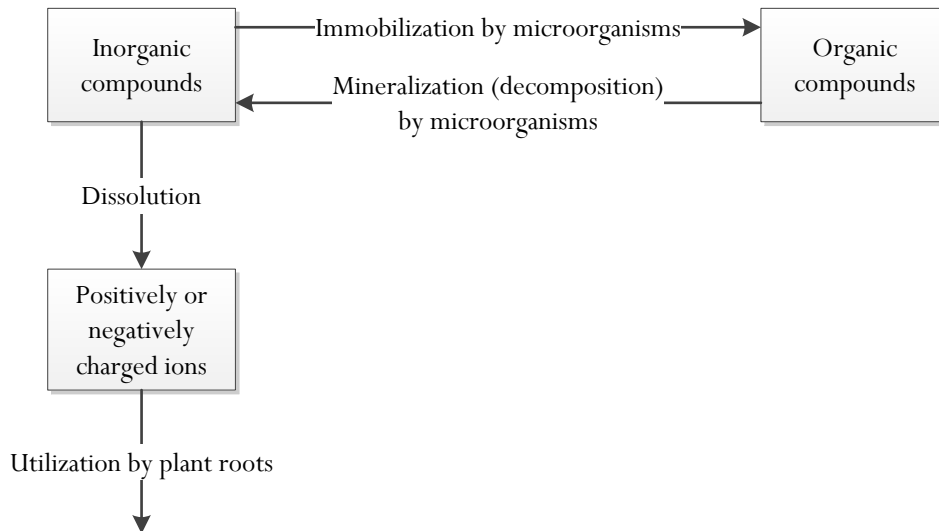 Inorganic
compounds
Immobilization by microorganisms
Organic
compounds
Mineralization (decomposition)
by microorganisms
Dissolution
Positively or
negatively
charged ions
Utilization by plant roots